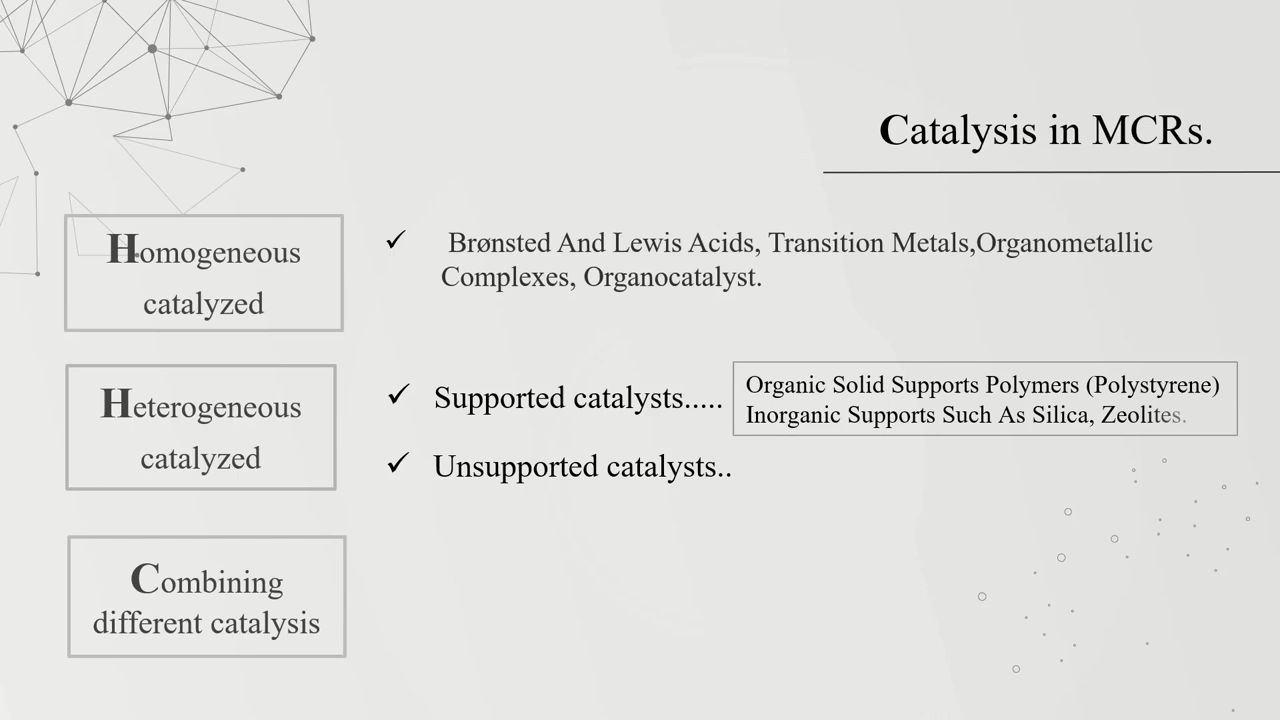 Catalysis in MCRs.
Homogeneous
catalyzed
✓ Brønsted And Lewis Acids, Transition Metals,Organometallic
Complexes, Organocatalyst.
Heterogeneous
catalyzed
✓ Supported catalysts.....
Organic Solid Supports Polymers (Polystyrene)
Inorganic Supports Such As Silica, Zeolites.
✓ Unsupported catalysts..
Combining
different catalysis